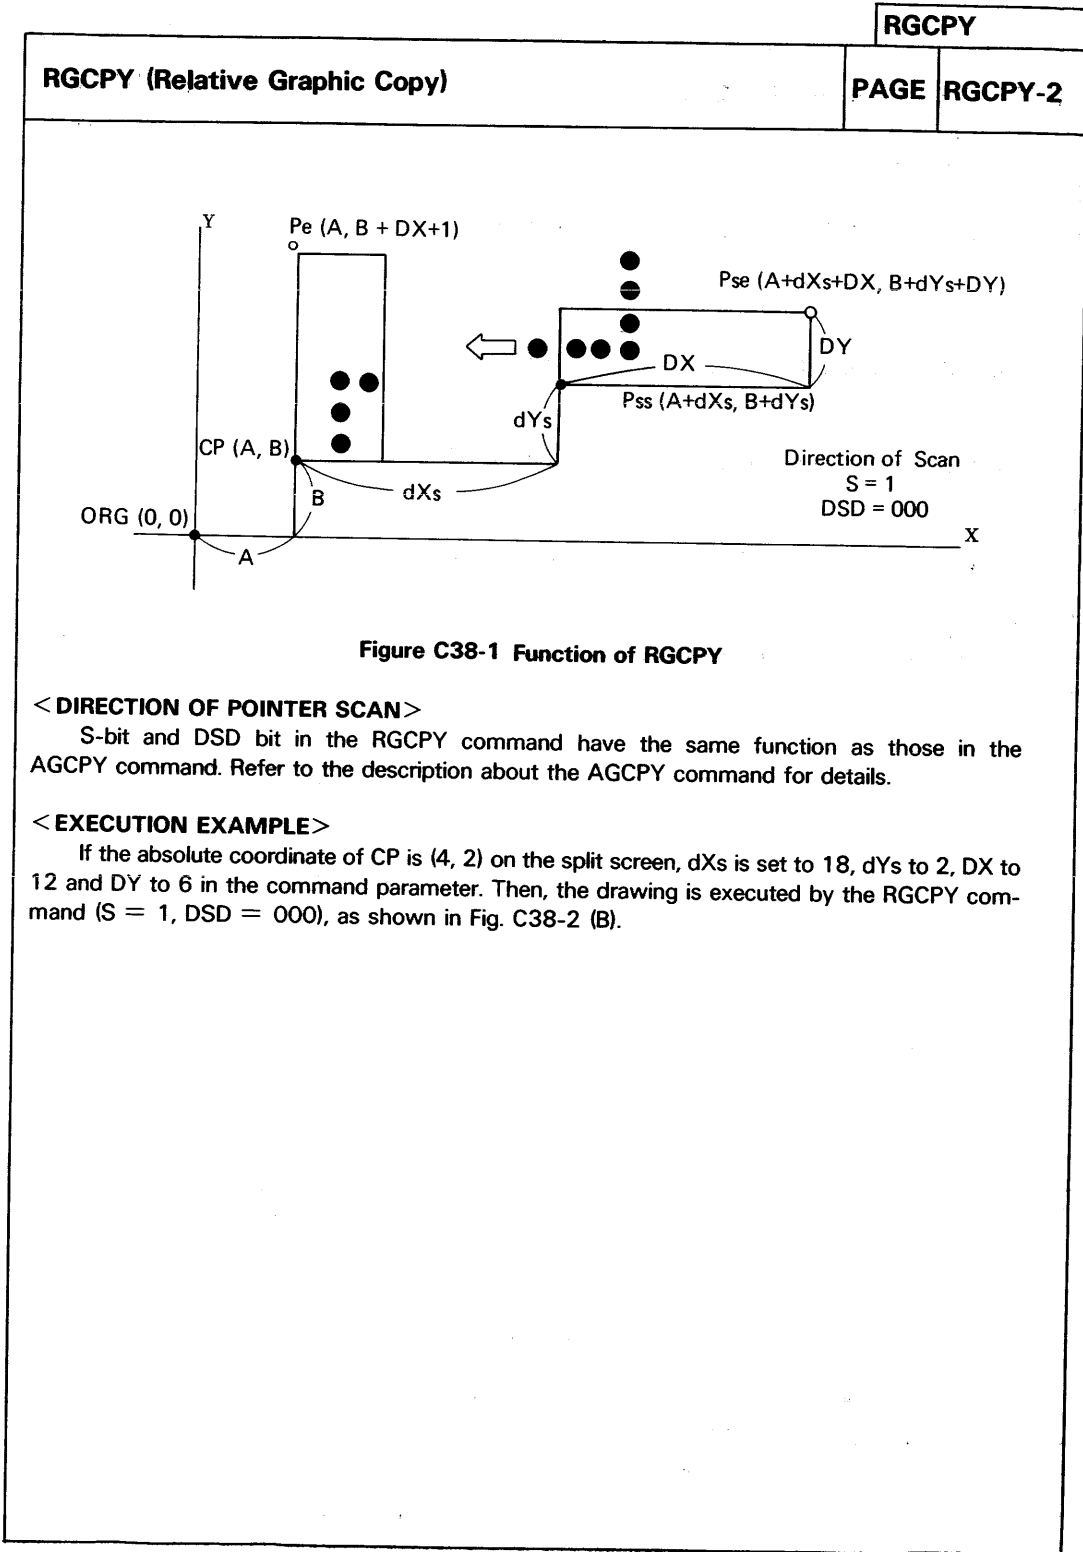 RGCPY
RGCPY (Relative Graphic Copy)
PAGE RGCPY-2
Y
Pe (A, B + DX+1)
Pse (A+dXs+DX, B+dYs+DY)
DY
DX
Pss (A+dXs, B+dYs)
dYs
CP (A, B)
Direction of Scan
S = 1
DSD = 000
dXs
B
ORG (0, 0)
X
A
Figure C38-1 Function of RGCPY
<DIRECTION OF POINTER SCAN>
S-bit and DSD bit in the RGCPY command have the same function as those in the
AGCPY command. Refer to the description about the AGCPY command for details.
<EXECUTION EXAMPLE>
If the absolute coordinate of CP is (4, 2) on the split screen, dXs is set to 18, dYs to 2, DX to
12 and DY to 6 in the command parameter. Then, the drawing is executed by the RGCPY com-
mand (S = 1, DSD = 000), as shown in Fig. C38-2 (B).